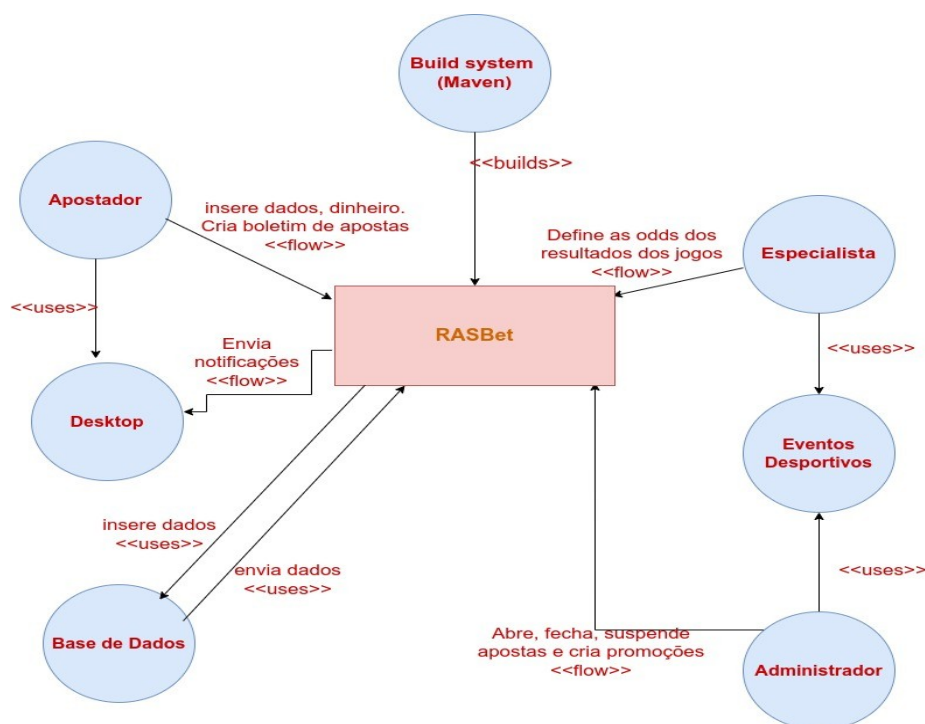 Build system
(Maven)
<<builds>>
Apostador
insere dados, dinheiro.
Cria boletim de apostas
<<flow>>
Define as odds dos
resultados dos jogos
<<flow>>
Especialista
<<uses>>
RASBet
Envia
notificações
<<flow>>
<<uses>>
Desktop
Eventos
Desportivos
insere dados
<<uses>>
envia dados
<<uses>>
<<uses>>
Base de Dados
Abre, fecha, suspende
apostas e cria promoções
<<flow>>
Administrador